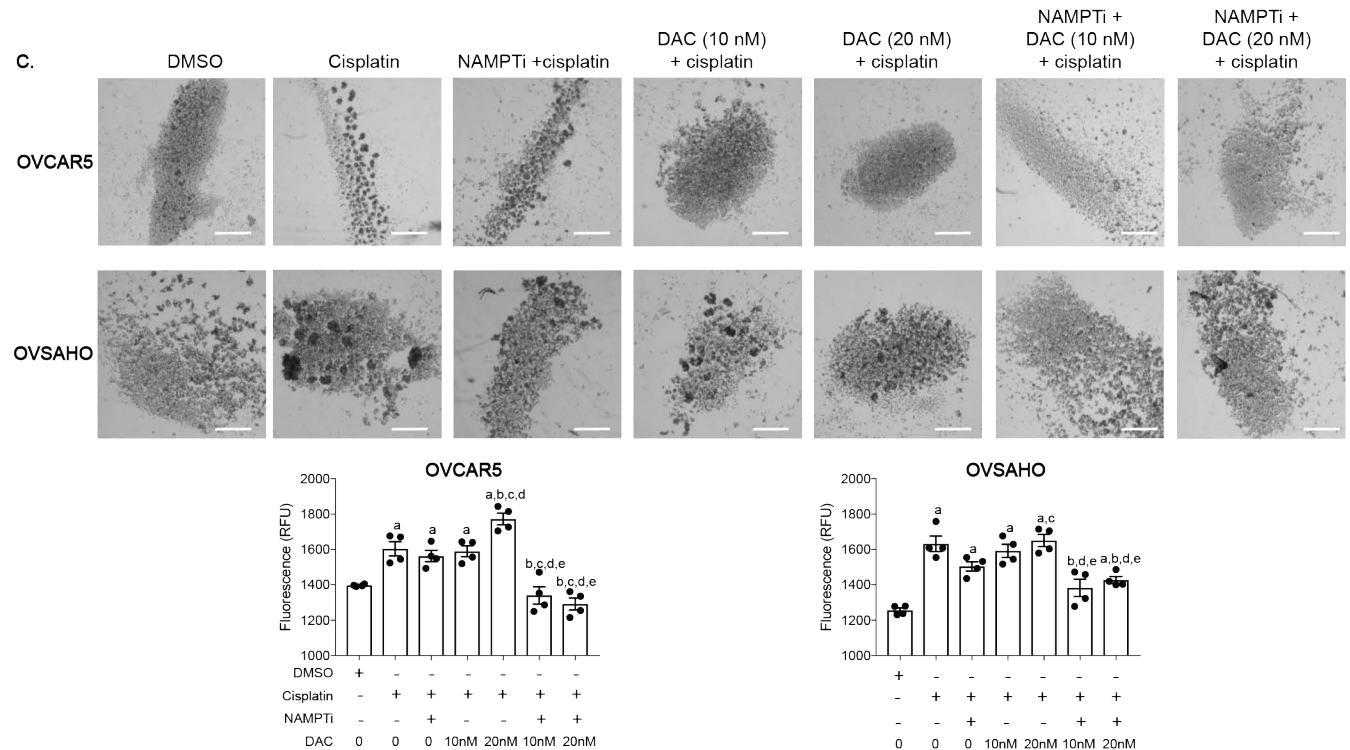 C.
DMSO
Cisplatin
NAMPTi +cisplatin
DAC (10 nM)
+ cisplatin
DAC (20 nM)
+ cisplatin
NAMPTi +
DAC (10 nM)
+ cisplatin
NAMPTi +
DAC (20 nM)
+ cisplatin
OVCAR5
OVSAHO
OVCAR5
Fluorescence (RFU)
2000
1800
1600
1400
1200
1000
a
a
a
a,b,c,d
b,c,d,e
b,c,d,e
DMSO + – – – – – –
Cisplatin – + + + + + +
NAMPTi – – + – – + +
DAC 0 0 0 10nM 20nM 10nM 20nM
OVSAHO
Fluorescence (RFU)
2000
1800
1600
1400
1200
1000
a
a
a
a,c
b,d,e
a,b,d,e
+ – – – – – –
– + + + + + +
– – + – – + +
0 0 0 10nM 20nM 10nM 20nM